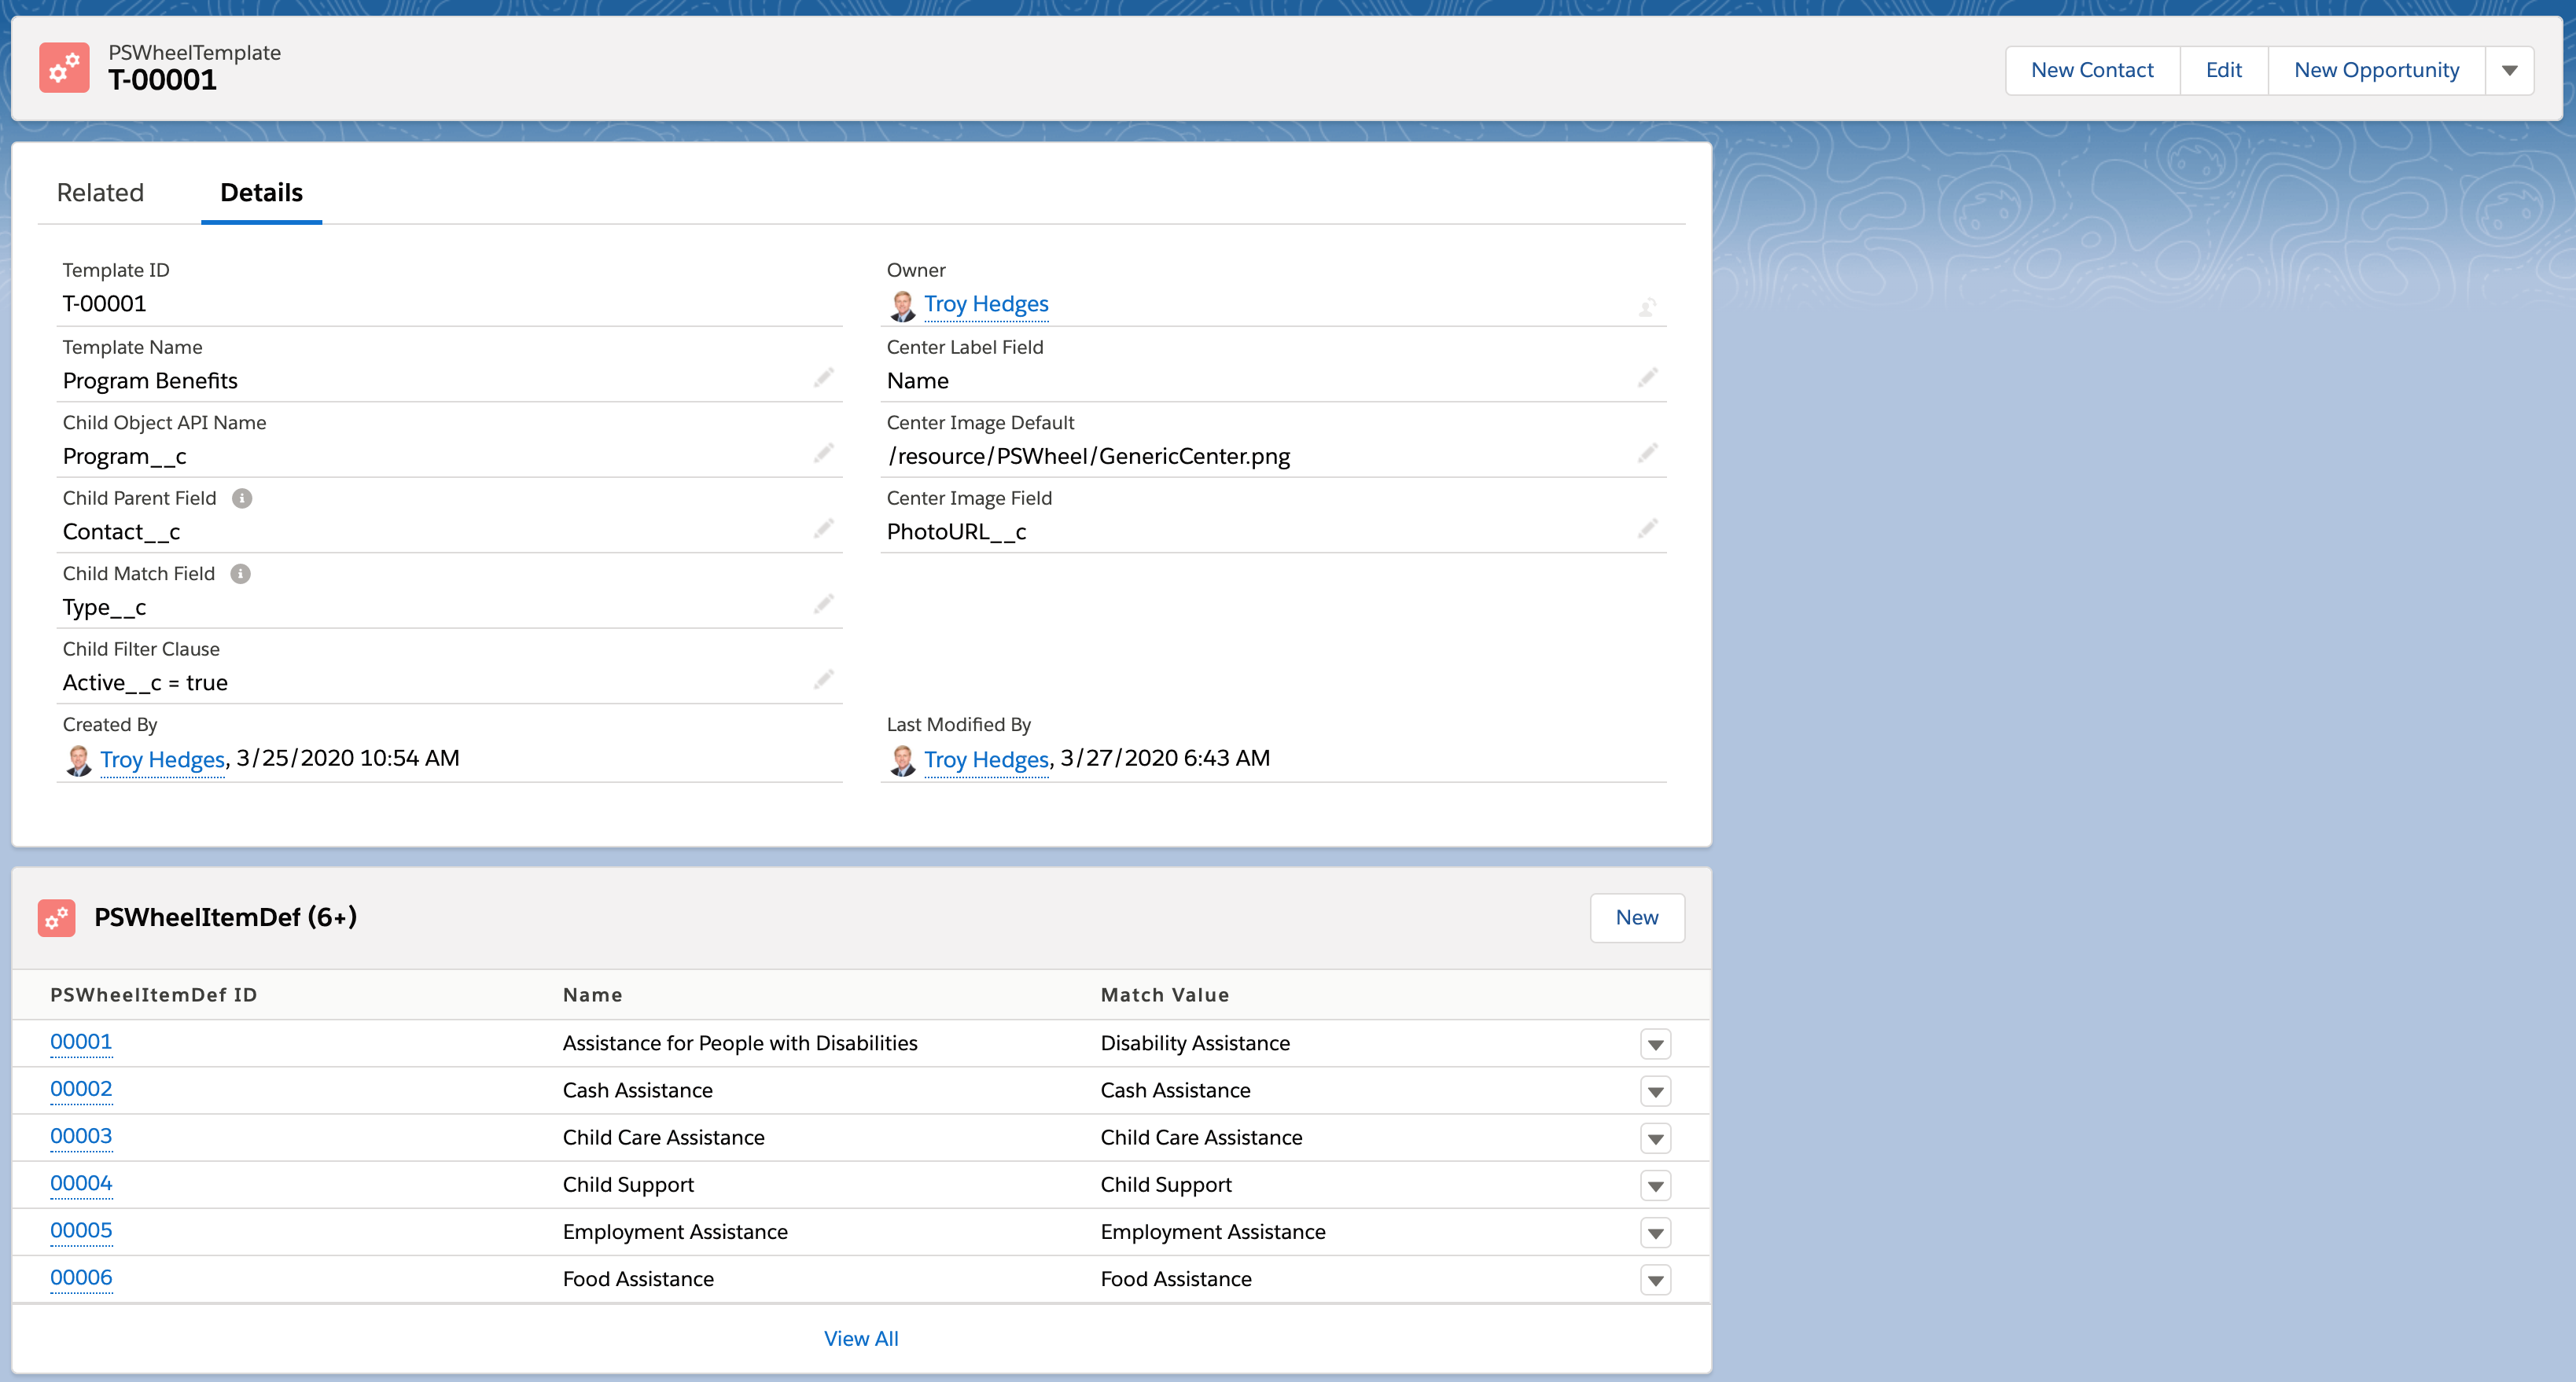 PSWheelTemplate
T-00001
New Contact
Edit
New Opportunity
Related
Details
Template ID
T-00001
Owner
Troy Hedges
Template Name
Program Benefits
Center Label Field
Name
Child Object API Name
Program__c
Center Image Default
/resource/PSWheel/GenericCenter.png
Child Parent Field
Contact__c
Center Image Field
PhotoURL__c
Child Match Field
Type__c
Child Filter Clause
Active__c = true
Created By
Troy Hedges, 3/25/2020 10:54 AM
Last Modified By
Troy Hedges, 3/27/2020 6:43 AM
PSWheelItemDef (6+)
New
PSWheelItemDef ID Name Match Value
00001 Assistance for People with Disabilities Disability Assistance
00002 Cash Assistance Cash Assistance
00003 Child Care Assistance Child Care Assistance
00004 Child Support Child Support
00005 Employment Assistance Employment Assistance
00006 Food Assistance Food Assistance
View All